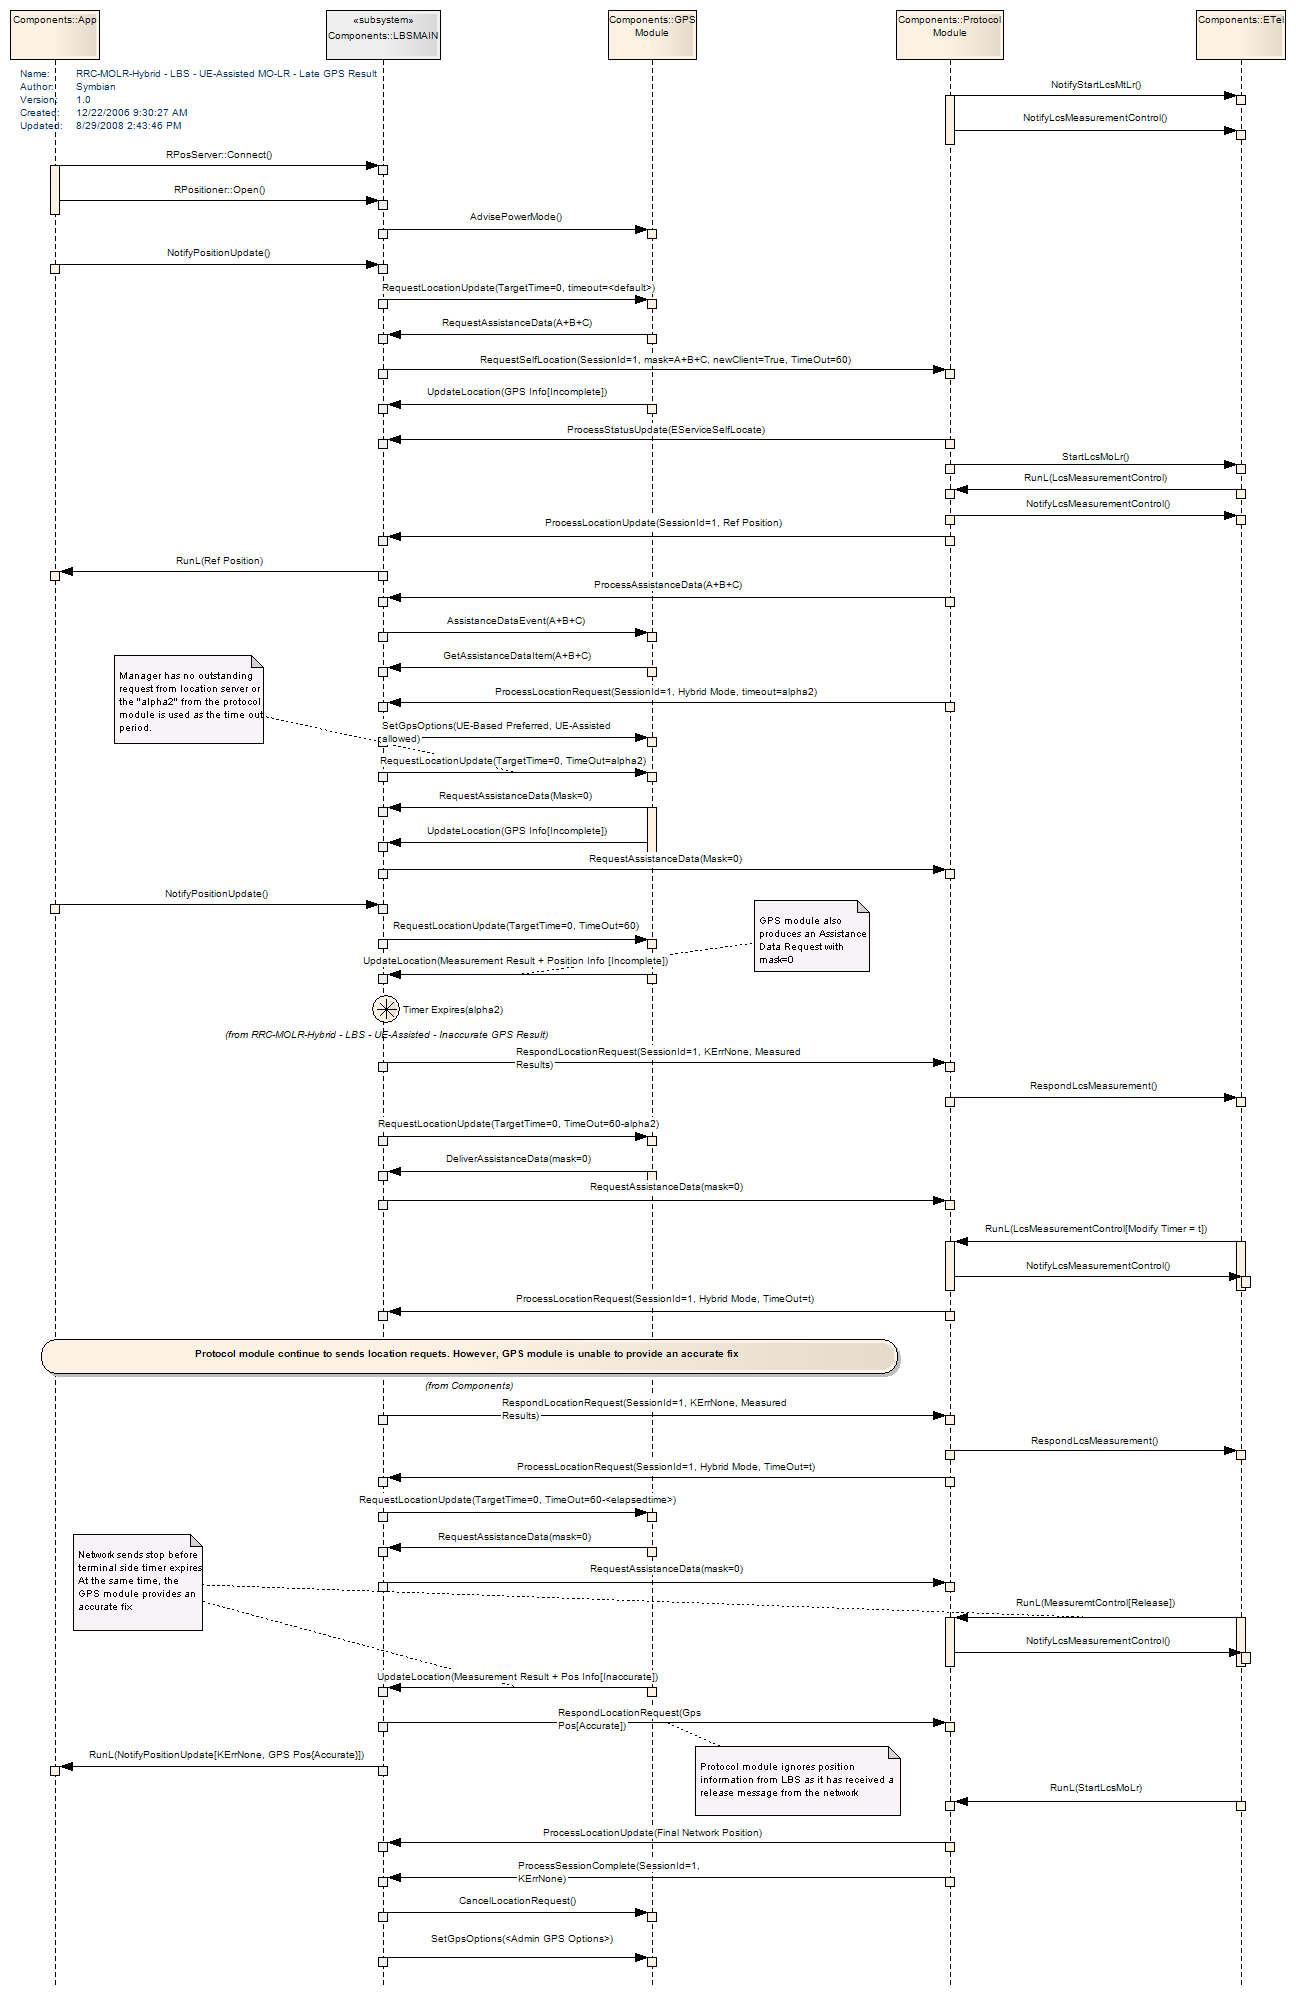 Components::App
«subsystem»
Components::LBSMAIN
Components::GPS
Module
Components::Protocol
Module
Components::ETel
Name: RRC-MOLR-Hybrid - LBS - UE-Assisted MO-LR - Late GPS Result
Author: Symbian
Version: 1.0
Created: 12/22/2006 9:30:27 AM
Updated: 8/29/2008 2:43:46 PM
NotifyStartLcsMtLr()
NotifyLcsMeasurementControl()
RPosServer::Connect()
RPositioner::Open()
AdvisePowerMode()
NotifyPositionUpdate()
RequestLocationUpdate(TargetTime=0, timeout=<default>)
RequestAssistanceData(A+B+C)
RequestSelfLocation(SessionId=1, mask=A+B+C, newClient=True, TimeOut=60)
UpdateLocation(GPS Info[Incomplete])
ProcessStatusUpdate(EServiceSelfLocate)
StartLcsMoLr()
RunL(LcsMeasurementControl)
NotifyLcsMeasurementControl()
ProcessLocationUpdate(SessionId=1, Ref Position)
RunL(Ref Position)
ProcessAssistanceData(A+B+C)
AssistanceDataEvent(A+B+C)
GetAssistanceDataItem(A+B+C)
Manager has no outstanding
request from location server or
the "alpha2" from the protocol
module is used as the time out
period.
ProcessLocationRequest(SessionId=1, Hybrid Mode, timeout=alpha2)
SetGpsOptions(UE-Based Preferred, UE-Assisted
allowed)
RequestLocationUpdate(TargetTime=0, TimeOut=alpha2)
RequestAssistanceData(Mask=0)
UpdateLocation(GPS Info[Incomplete])
RequestAssistanceData(Mask=0)
NotifyPositionUpdate()
GPS module also
produces an Assistance
Data Request with
mask=0
RequestLocationUpdate(TargetTime=0, TimeOut=60)
UpdateLocation(Measurement Result + Position Info [Incomplete])
Timer Expires(alpha2)
(from RRC-MOLR-Hybrid - LBS - UE-Assisted - Inaccurate GPS Result)
RespondLocationRequest(SessionId=1, KErrNone, Measured
Results)
RespondLcsMeasurement()
RequestLocationUpdate(TargetTime=0, TimeOut=60-alpha2)
DeliverAssistanceData(mask=0)
RequestAssistanceData(mask=0)
RunL(LcsMeasurementControl[Modify Timer = t])
NotifyLcsMeasurementControl()
ProcessLocationRequest(SessionId=1, Hybrid Mode, TimeOut=t)
Protocol module continue to sends location requets. However, GPS module is unable to provide an accurate fix
(from Components)
RespondLocationRequest(SessionId=1, KErrNone, Measured
Results)
RespondLcsMeasurement()
ProcessLocationRequest(SessionId=1, Hybrid Mode, TimeOut=t)
RequestLocationUpdate(TargetTime=0, TimeOut=60-<elapsedtime>)
RequestAssistanceData(mask=0)
RequestAssistanceData(mask=0)
Network sends stop before
terminal side timer expires
At the same time, the
GPS module provides an
accurate fix
RunL(MeasuremtControl[Release])
NotifyLcsMeasurementControl()
UpdateLocation(Measurement Result + Pos Info[Inaccurate])
RespondLocationRequest(Gps
Pos[Accurate])
RunL(NotifyPositionUpdate[KErrNone, GPS Pos{Accurate}])
Protocol module ignores position
information from LBS as it has received a
release message from the network
RunL(StartLcsMoLr)
ProcessLocationUpdate(Final Network Position)
ProcessSessionComplete(SessionId=1,
KErrNone)
CancelLocationRequest()
SetGpsOptions(<Admin GPS Options>)